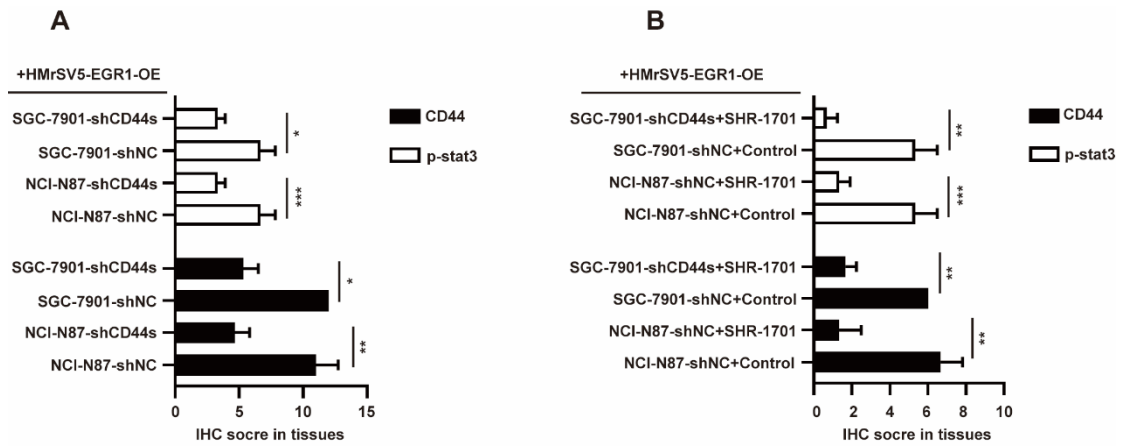 A
+HMrSV5-EGR1-OE
SGC-7901-shCD44s
SGC-7901-shNC
NCI-N87-shCD44s
NCI-N87-shNC
SGC-7901-shCD44s
SGC-7901-shNC
NCI-N87-shCD44s
NCI-N87-shNC
*
***
*
**
CD44
p-stat3
0 5 10 15
IHC socre in tissues
B
+HMrSV5-EGR1-OE
SGC-7901-shCD44s+SHR-1701
SGC-7901-shNC+Control
NCI-N87-shNC+SHR-1701
NCI-N87-shNC+Control
SGC-7901-shCD44s+SHR-1701
SGC-7901-shNC+Control
NCI-N87-shNC+SHR-1701
NCI-N87-shNC+Control
**
***
**
**
CD44
p-stat3
0 2 4 6 8 10
IHC socre in tissues